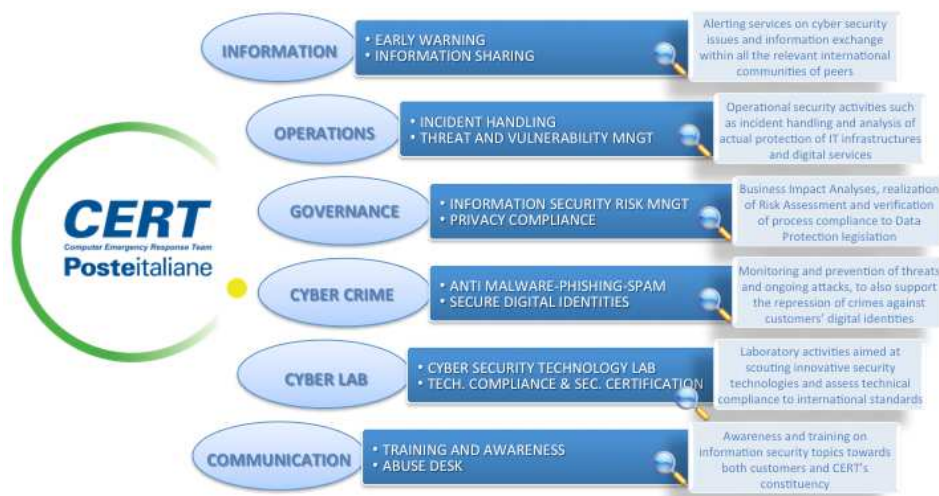 CERT
Computer Emergency Response Team
Posteitaliane
INFORMATION
• EARLY WARNING
• INFORMATION SHARING
Alerting services on cyber security
issues and information exchange
within all the relevant international
communities of peers
OPERATIONS
• INCIDENT HANDLING
• THREAT AND VULNERABILITY MNGT
Operational security activities such
as incident handling and analysis of
actual protection of IT infrastructures
and digital services
GOVERNANCE
• INFORMATION SECURITY RISK MNGT
• PRIVACY COMPLIANCE
Business Impact Analyses, realization
of Risk Assessment and verification
of process compliance to Data
Protection legislation
CYBER CRIME
• ANTI MALWARE-PHISHING-SPAM
• SECURE DIGITAL IDENTITIES
Monitoring and prevention of threats
and ongoing attacks, to also support
the repression of crimes against
customers' digital identities
CYBER LAB
• CYBER SECURITY TECHNOLOGY LAB
• TECH. COMPLIANCE & SEC. CERTIFICATION
Laboratory activities aimed at
scouting innovative security
technologies and assess technical
compliance to international standards
COMMUNICATION
• TRAINING AND AWARENESS
• ABUSE DESK
Awareness and training on
information security topics towards
both customers and CERT's
constituency